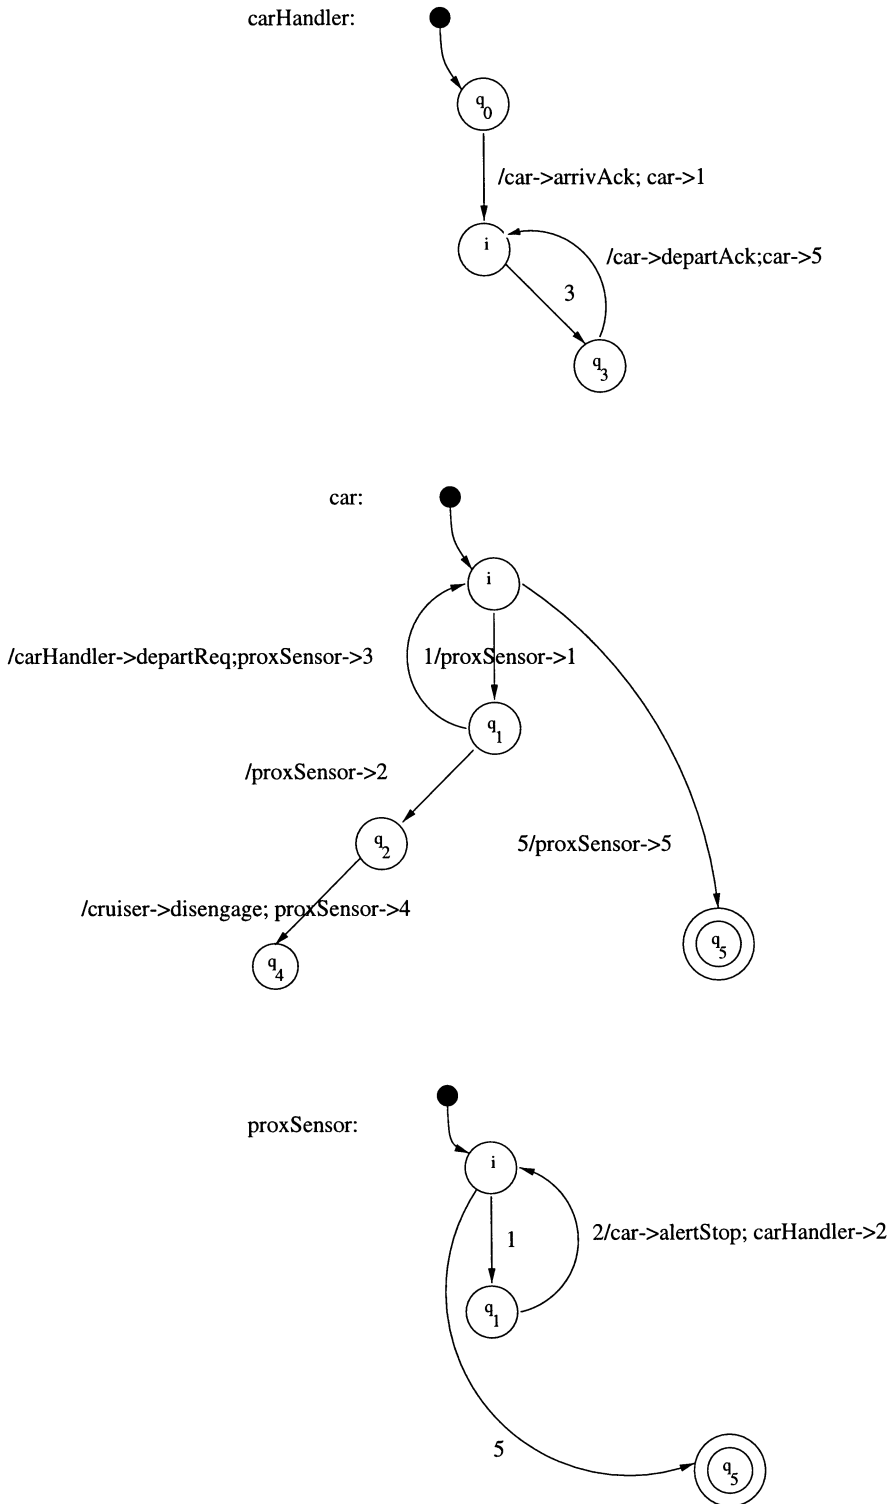 carHandler:
q0
/car->arrivAck; car->1
i
/car->departAck;car->5
3
q3
car:
i
/carHandler->departReq;proxSensor->3
1/proxSensor->1
q1
/proxSensor->2
q2
5/proxSensor->5
/cruiser->disengage; proxSensor->4
q4
q5
proxSensor:
i
2/car->alertStop; carHandler->2
1
q1
5
q5